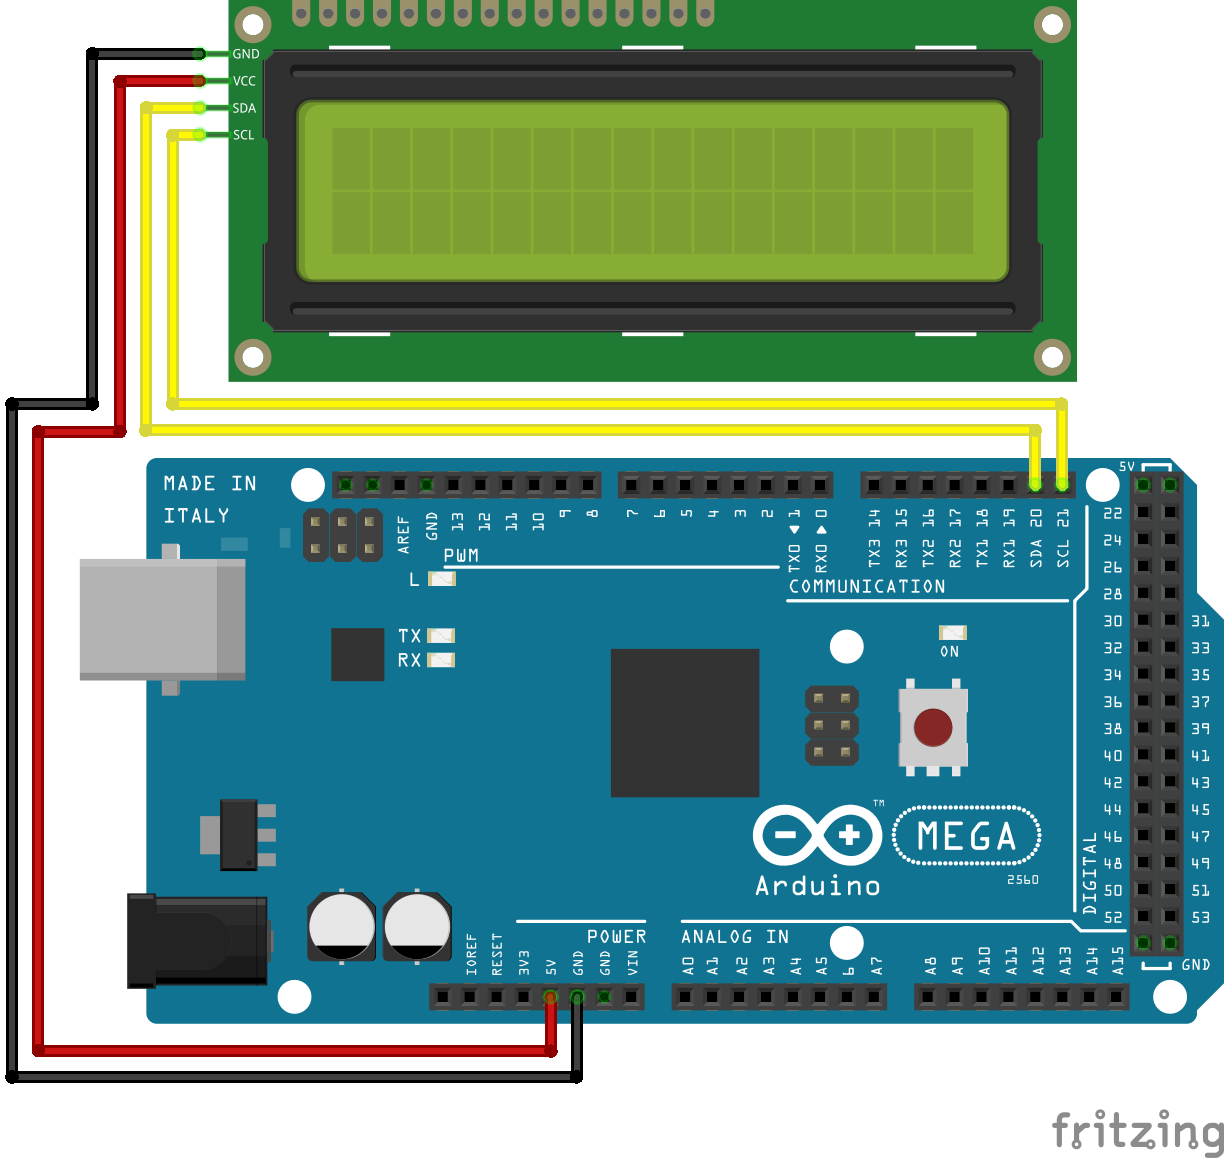 GND
VCC
SDA
SCL
MADE IN
ITALY
AREF
GND
13
12
11
10
9
8
7
6
5
4
3
2
TX0 1
RX0 0
TX3 14
RX3 15
TX2 16
RX2 17
TX1 18
RX1 19
SDA 20
SCL 21
PWM
COMMUNICATION
L
TX
RX
ON
5V
22
24
26
28
30 31
32 33
34 35
36 37
38 39
40 41
42 43
44 45
46 47
48 49
50 51
52 53
GND
DIGITAL
TM
MEGA
Arduino
2560
POWER
ANALOG IN
IOREF
RESET
3V3
5V
GND
GND
VIN
A0
A1
A2
A3
A4
A5
6
A7
A8
A9
A10
A11
A12
A13
A14
A15
fritzing